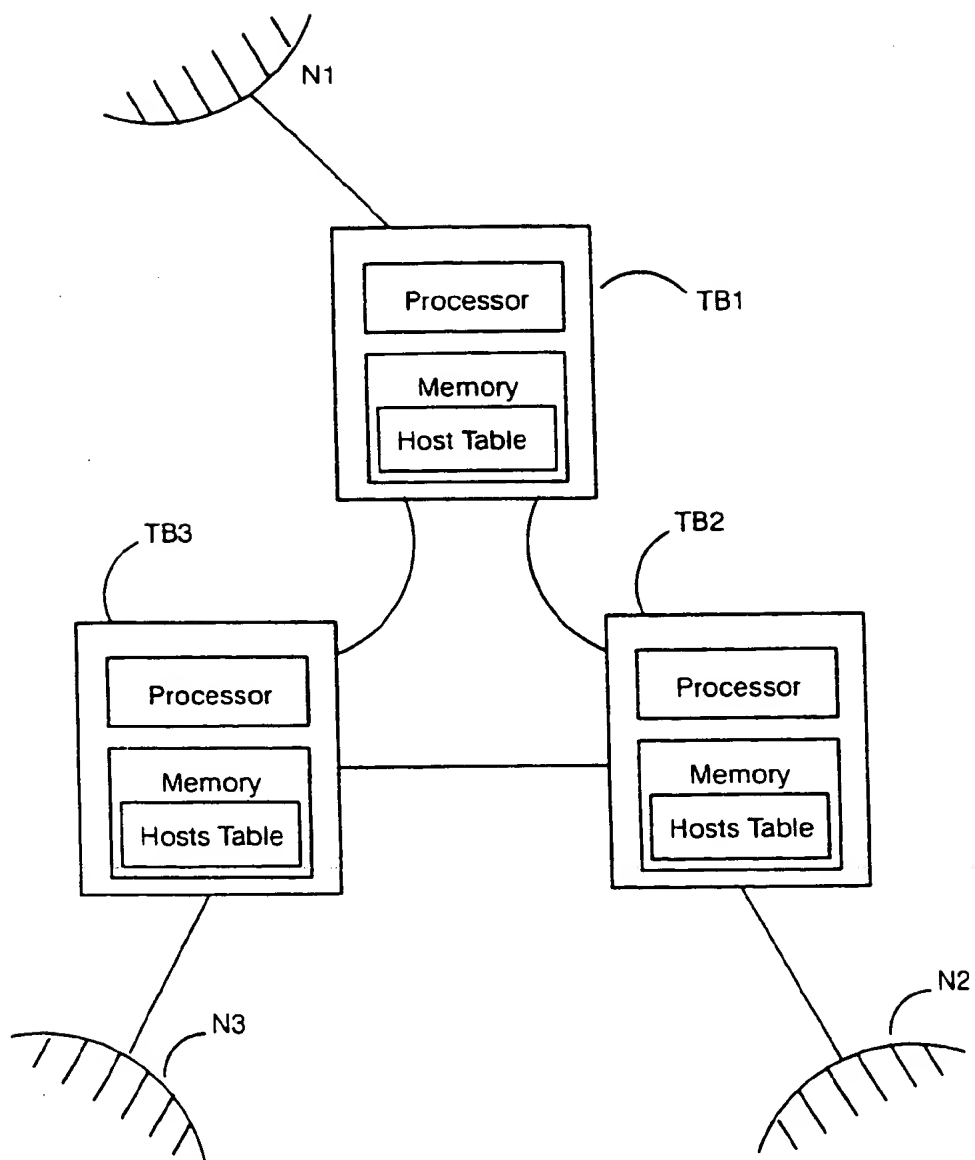 N1
Processor
TB1
Memory
Host Table
TB3
TB2
Processor
Memory
Hosts Table
Processor
Memory
Hosts Table
N3
N2